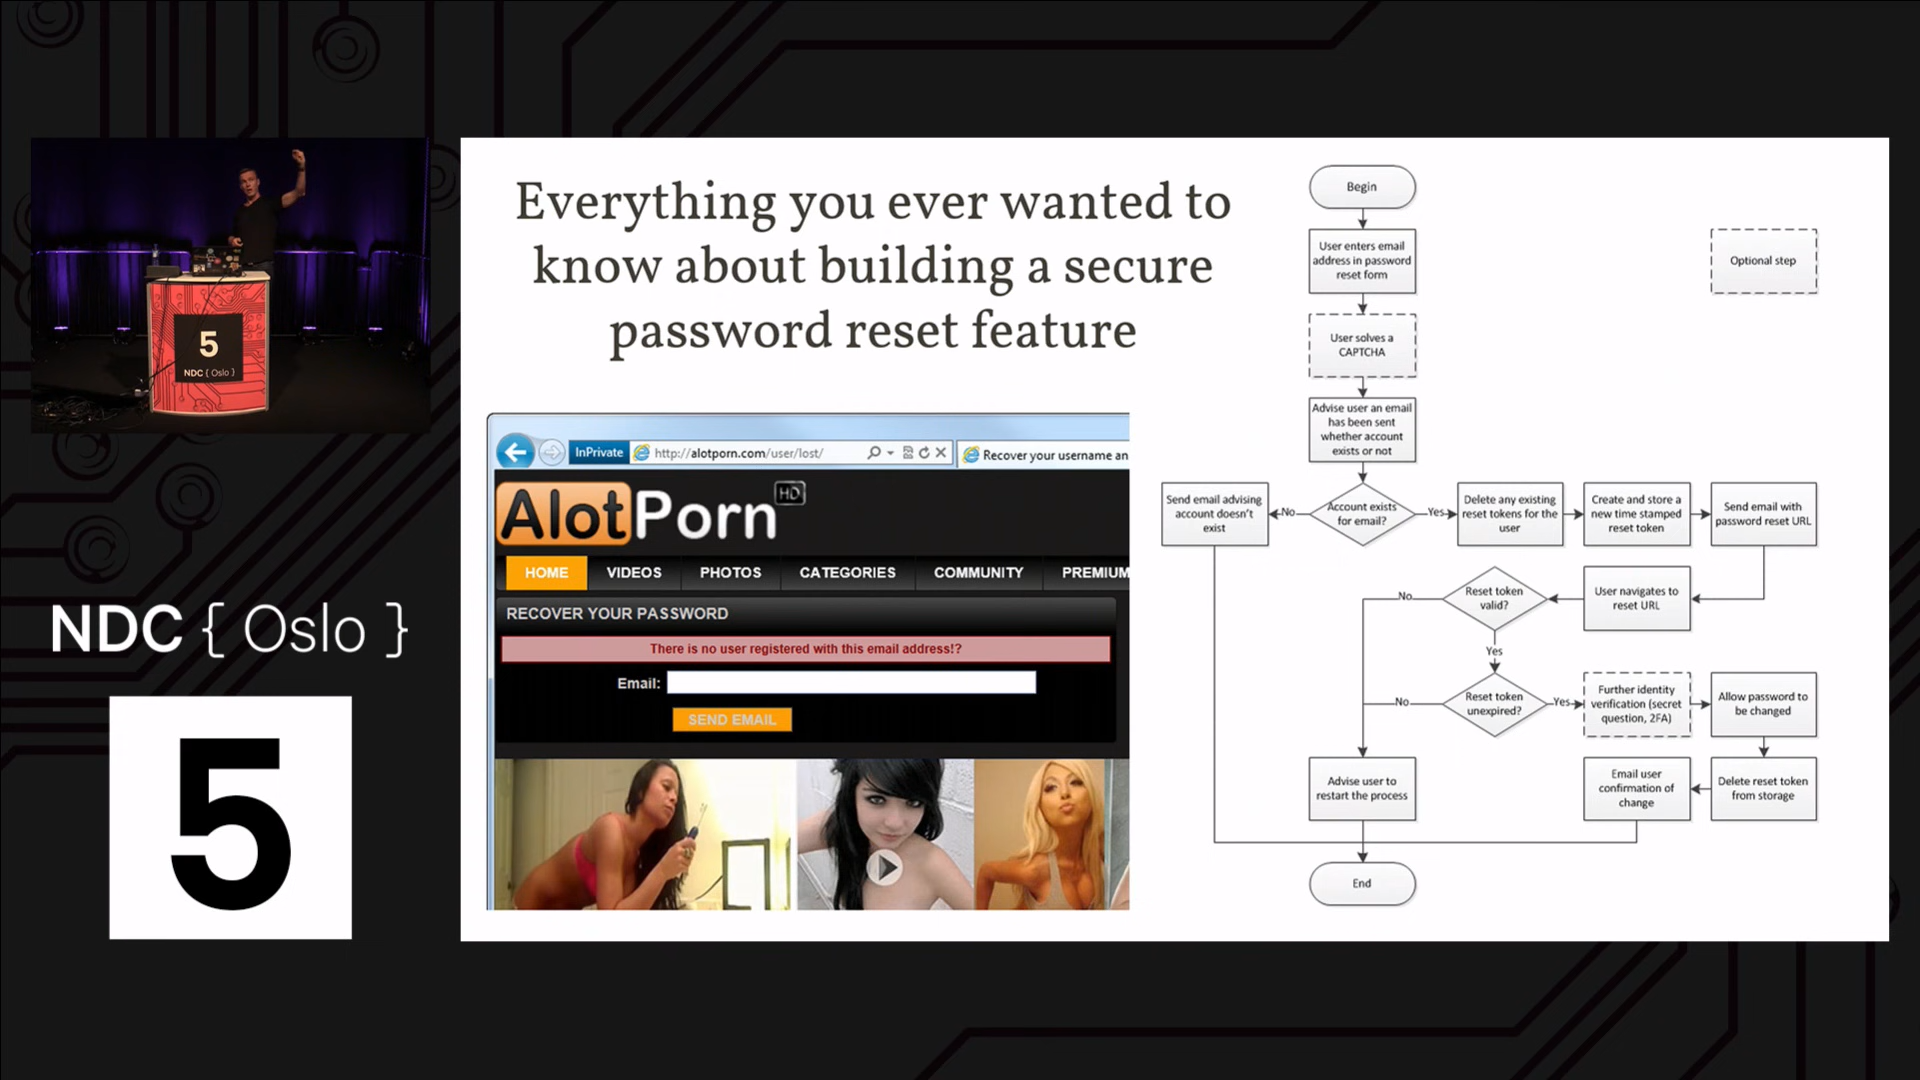 5
NDC { Oslo }
NDC { Oslo }
5
Everything you ever wanted to
know about building a secure
password reset feature
InPrivate
http://alotporn.com/user/lost/
Recover your username an
AlotPorn HD
HOME VIDEOS PHOTOS CATEGORIES COMMUNITY PREMIUM
RECOVER YOUR PASSWORD
There is no user registered with this email address!?
Email:
SEND EMAIL
Begin
User enters email
address in password
reset form
Optional step
User solves a
CAPTCHA
Advise user an email
has been sent
whether account
exists or not
Send email advising
account doesn't
exist
No
Account exists
for email?
Yes
Delete any existing
reset tokens for the
user
Create and store a
new time stamped
reset token
Send email with
password reset URL
User navigates to
reset URL
Reset token
valid?
No
Yes
Reset token
unexpired?
No
Yes
Further identity
verification (secret
question, 2FA)
Allow password to
be changed
Delete reset token
from storage
Email user
confirmation of
change
Advise user to
restart the process
End